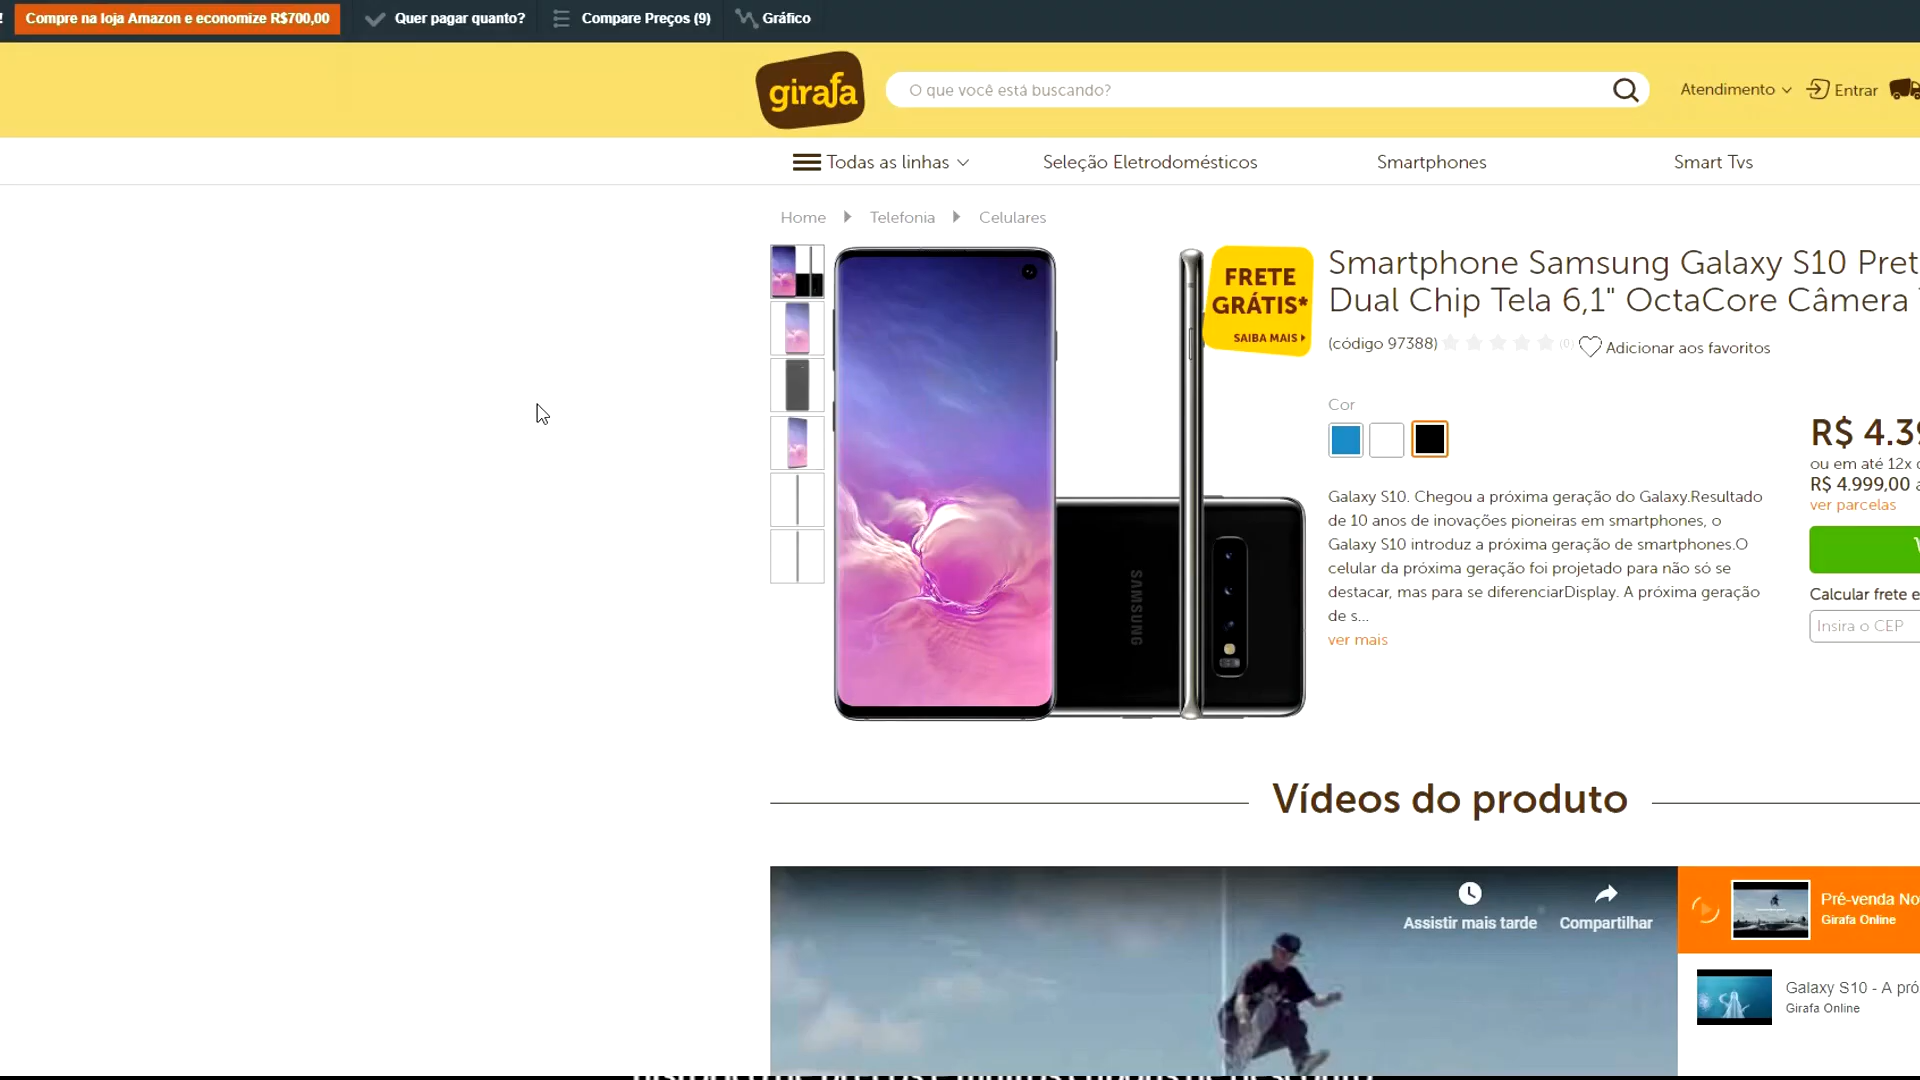 Compre na loja Amazon e economize R$700,00
Quer pagar quanto?
Compare Preços (9)
Gráfico
girafa
O que você está buscando?
Atendimento
Entrar
Todas as linhas
Seleção Eletrodomésticos
Smartphones
Smart Tvs
Home
Telefonia
Celulares
FRETE
GRÁTIS*
SAIBA MAIS
Smartphone Samsung Galaxy S10 Pret
Dual Chip Tela 6,1" OctaCore Câmera
(código 97388)
(0)
Adicionar aos favoritos
Cor
R$ 4.39
ou em até 12x
R$ 4.999,00
ver parcelas
Galaxy S10. Chegou a próxima geração do Galaxy.Resultado
de 10 anos de inovações pioneiras em smartphones, o
Galaxy S10 introduz a próxima geração de smartphones.O
celular da próxima geração foi projetado para não só se
destacar, mas para se diferenciarDisplay. A próxima geração
de s...
ver mais
Calcular frete e
Insira o CEP
SAMSUNG
Vídeos do produto
Assistir mais tarde
Compartilhar
Pré-venda No
Girafa Online
Galaxy S10 - A pró
Girafa Online